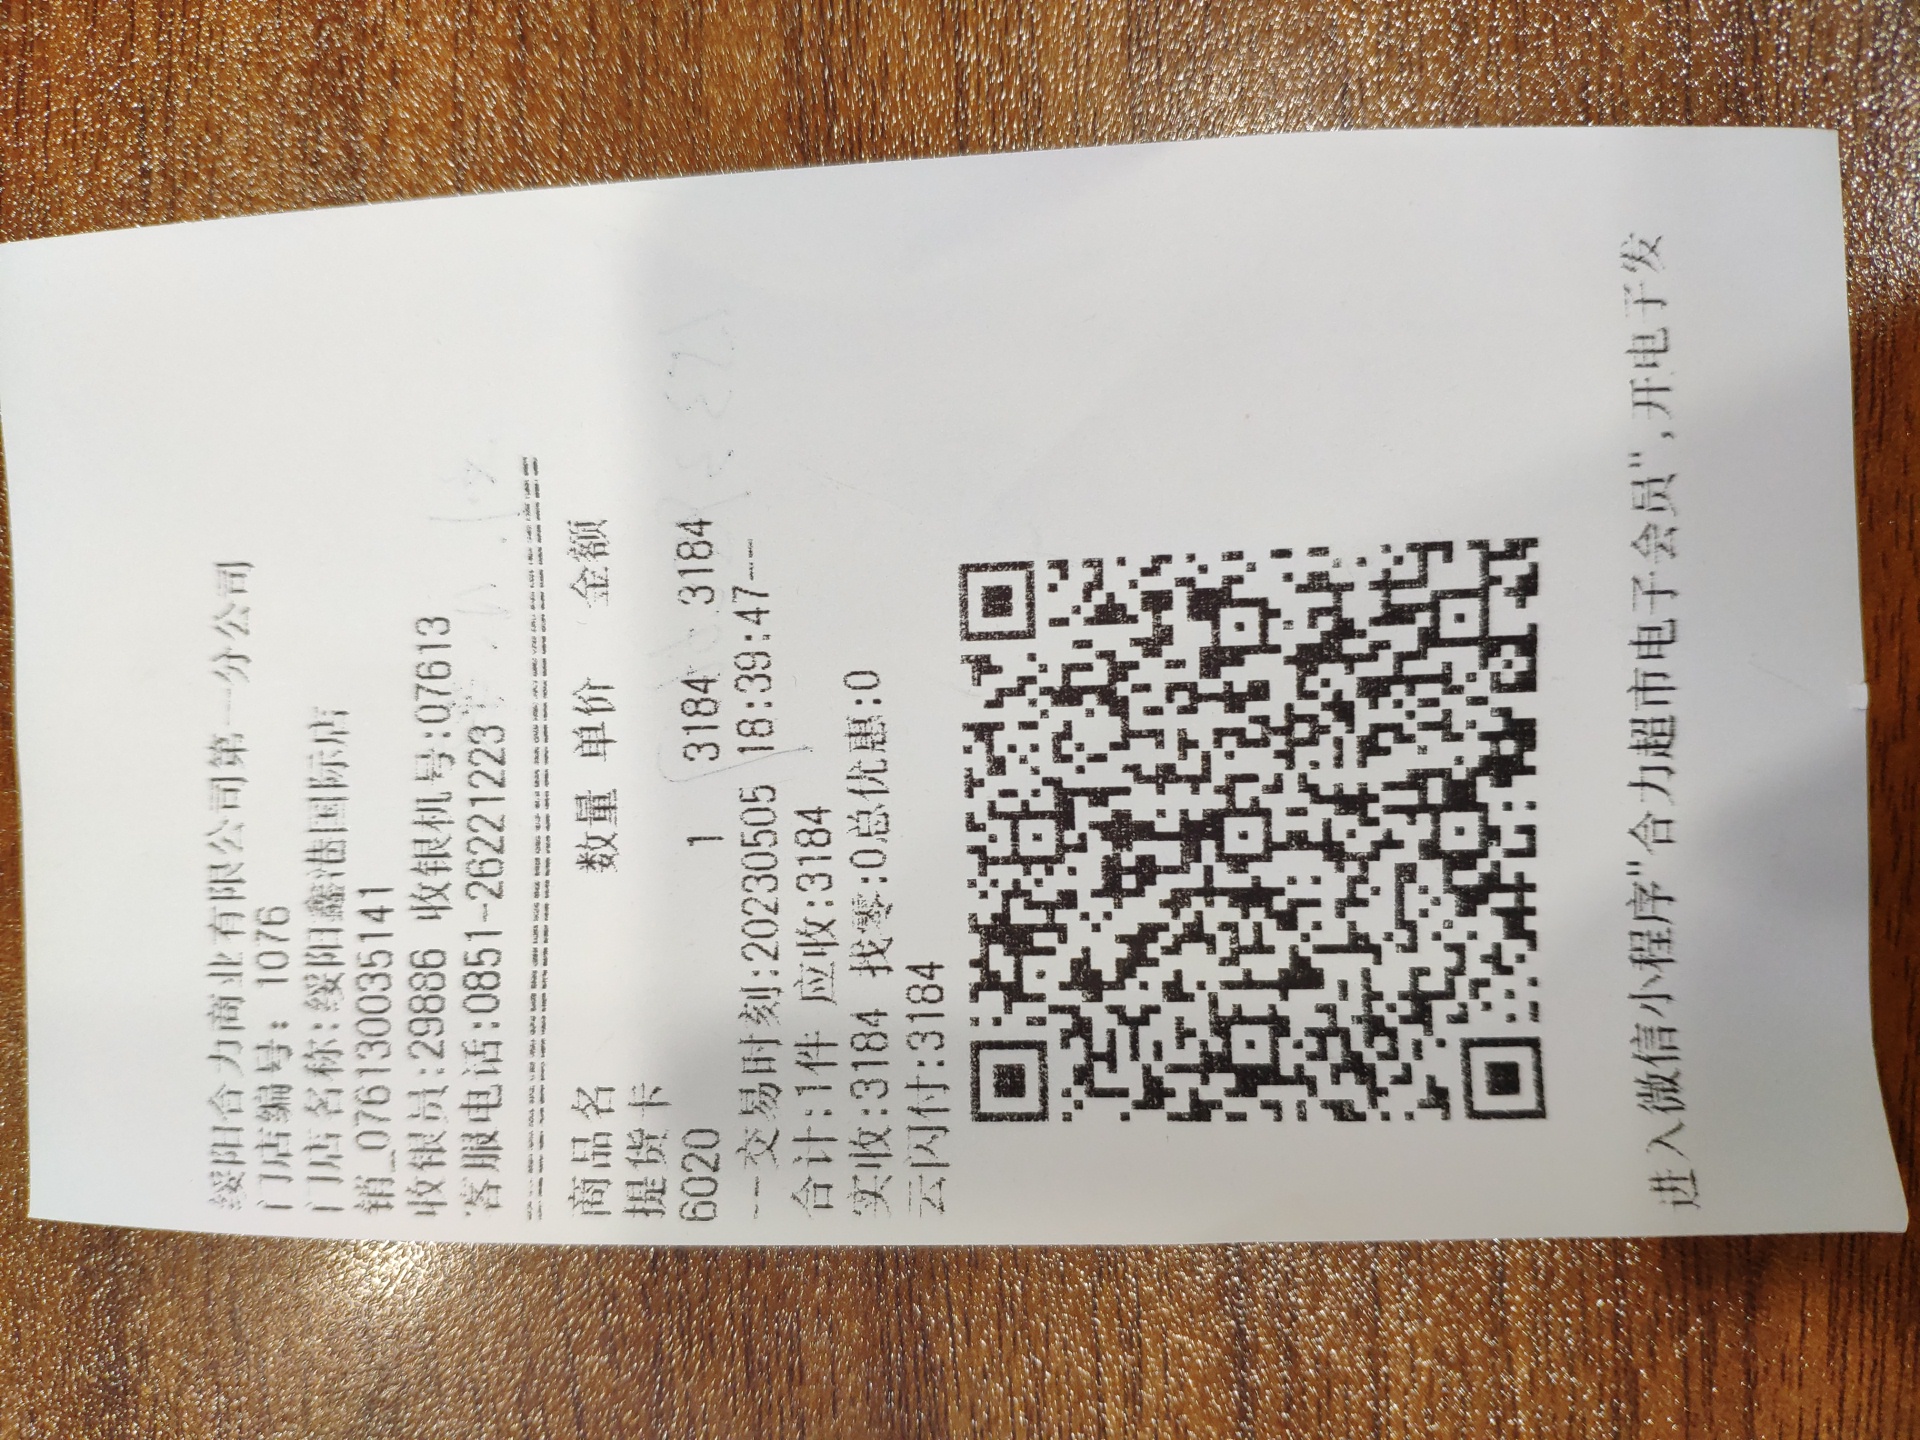 绥阳合力商业有限公司第一分公司
门店编号: 1076
门店名称:绥阳鑫港国际店
销_076130035141
收银员:29886 收银机号:07613
客服电话:0851-26221223
商品名 数量 单价 金额
提货卡
6020 1 3184 3184
--交易时刻:20230505 18:39:47--
合计:1件 应收:3184
实收:3184 找零:0总优惠:0
云闪付:3184
进入微信小程序"合力超市电子会员",开电子发